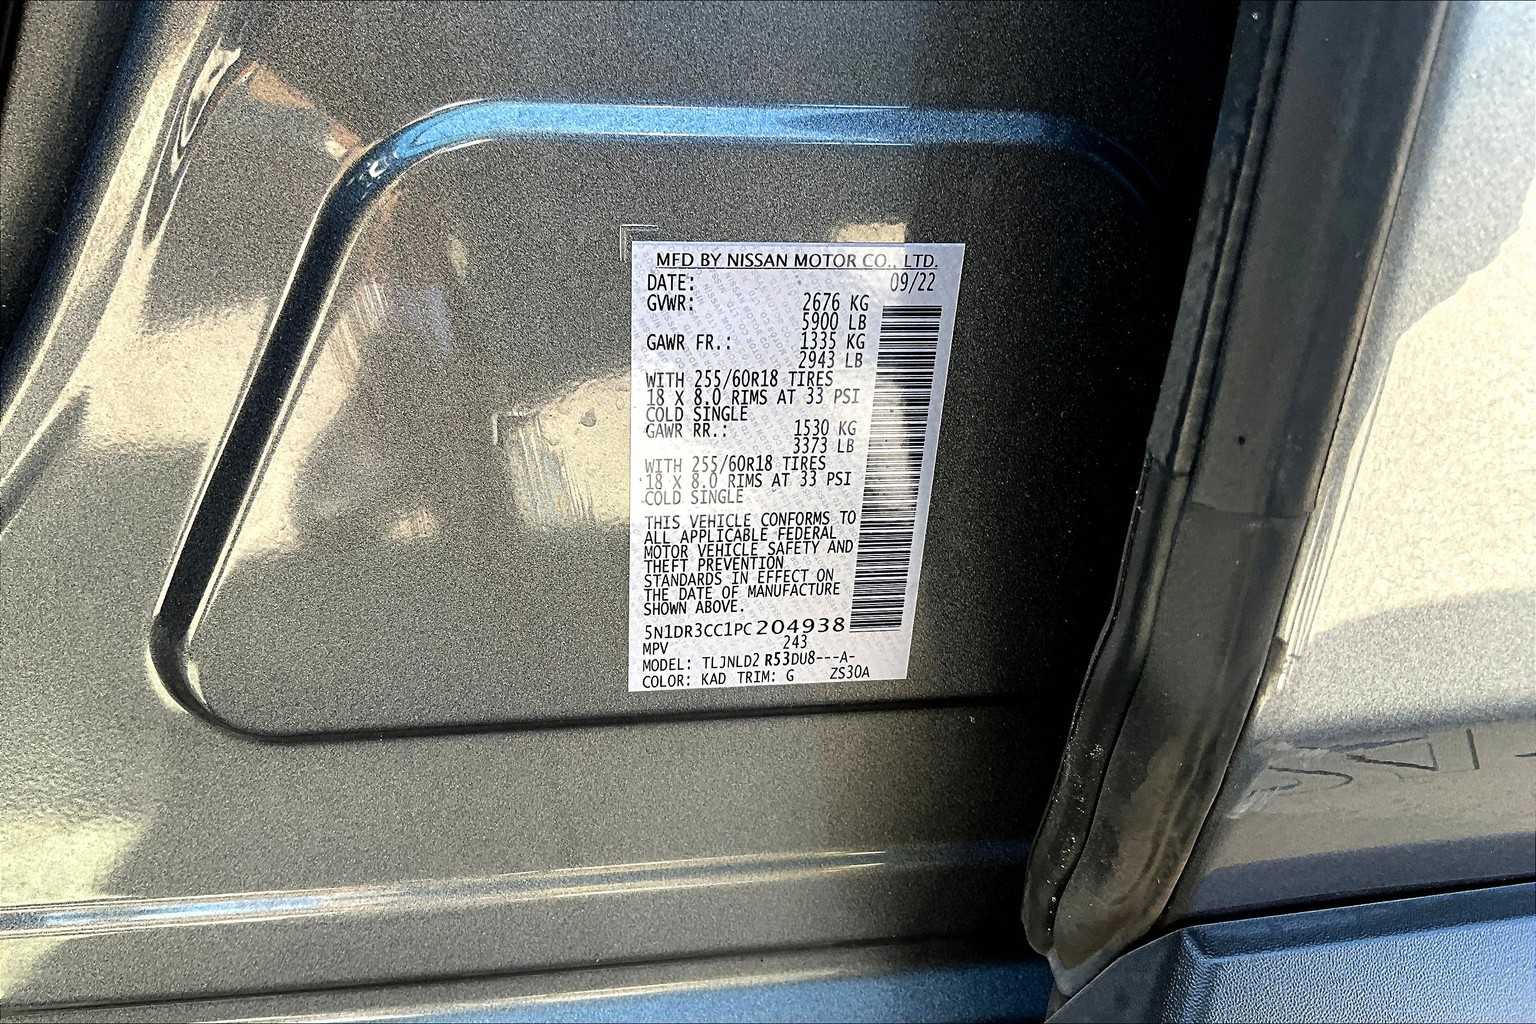 MFD BY NISSAN MOTOR CO., LTD.
DATE: 09/22
GVWR: 2676 KG
5900 LB
GAWR FR.: 1335 KG
2943 LB
WITH 255/60R18 TIRES
18 X 8.0 RIMS AT 33 PSI
COLD SINGLE
GAWR RR.: 1530 KG
3373 LB
WITH 255/60R18 TIRES
18 X 8.0 RIMS AT 33 PSI
COLD SINGLE
THIS VEHICLE CONFORMS TO
ALL APPLICABLE FEDERAL
MOTOR VEHICLE SAFETY AND
THEFT PREVENTION
STANDARDS IN EFFECT ON
THE DATE OF MANUFACTURE
SHOWN ABOVE.
5N1DR3CC1PC204938
MPV 243
MODEL: TLJNLD2 R53DU8---A-
COLOR: KAD TRIM: G ZS30A